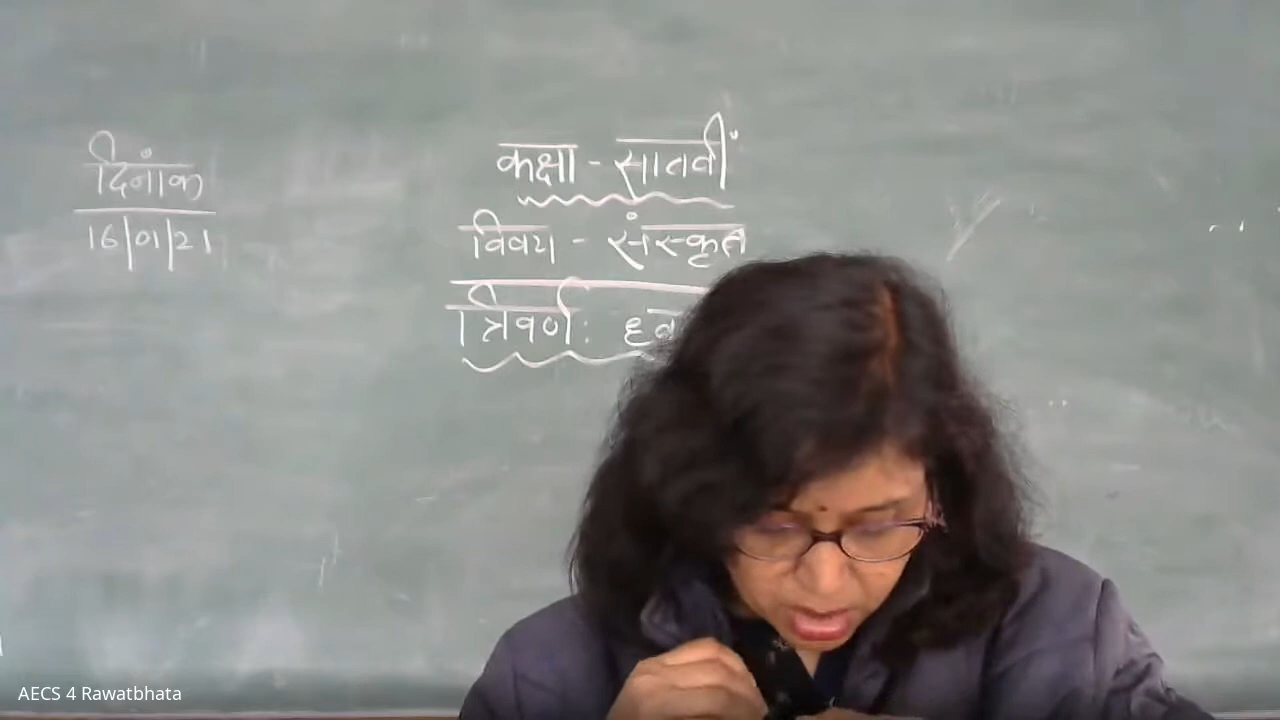 दिनांक
16/01/21
कक्षा - सातवीं
विषय - संस्कृत
त्रिवर्णः
AECS 4 Rawatbhata